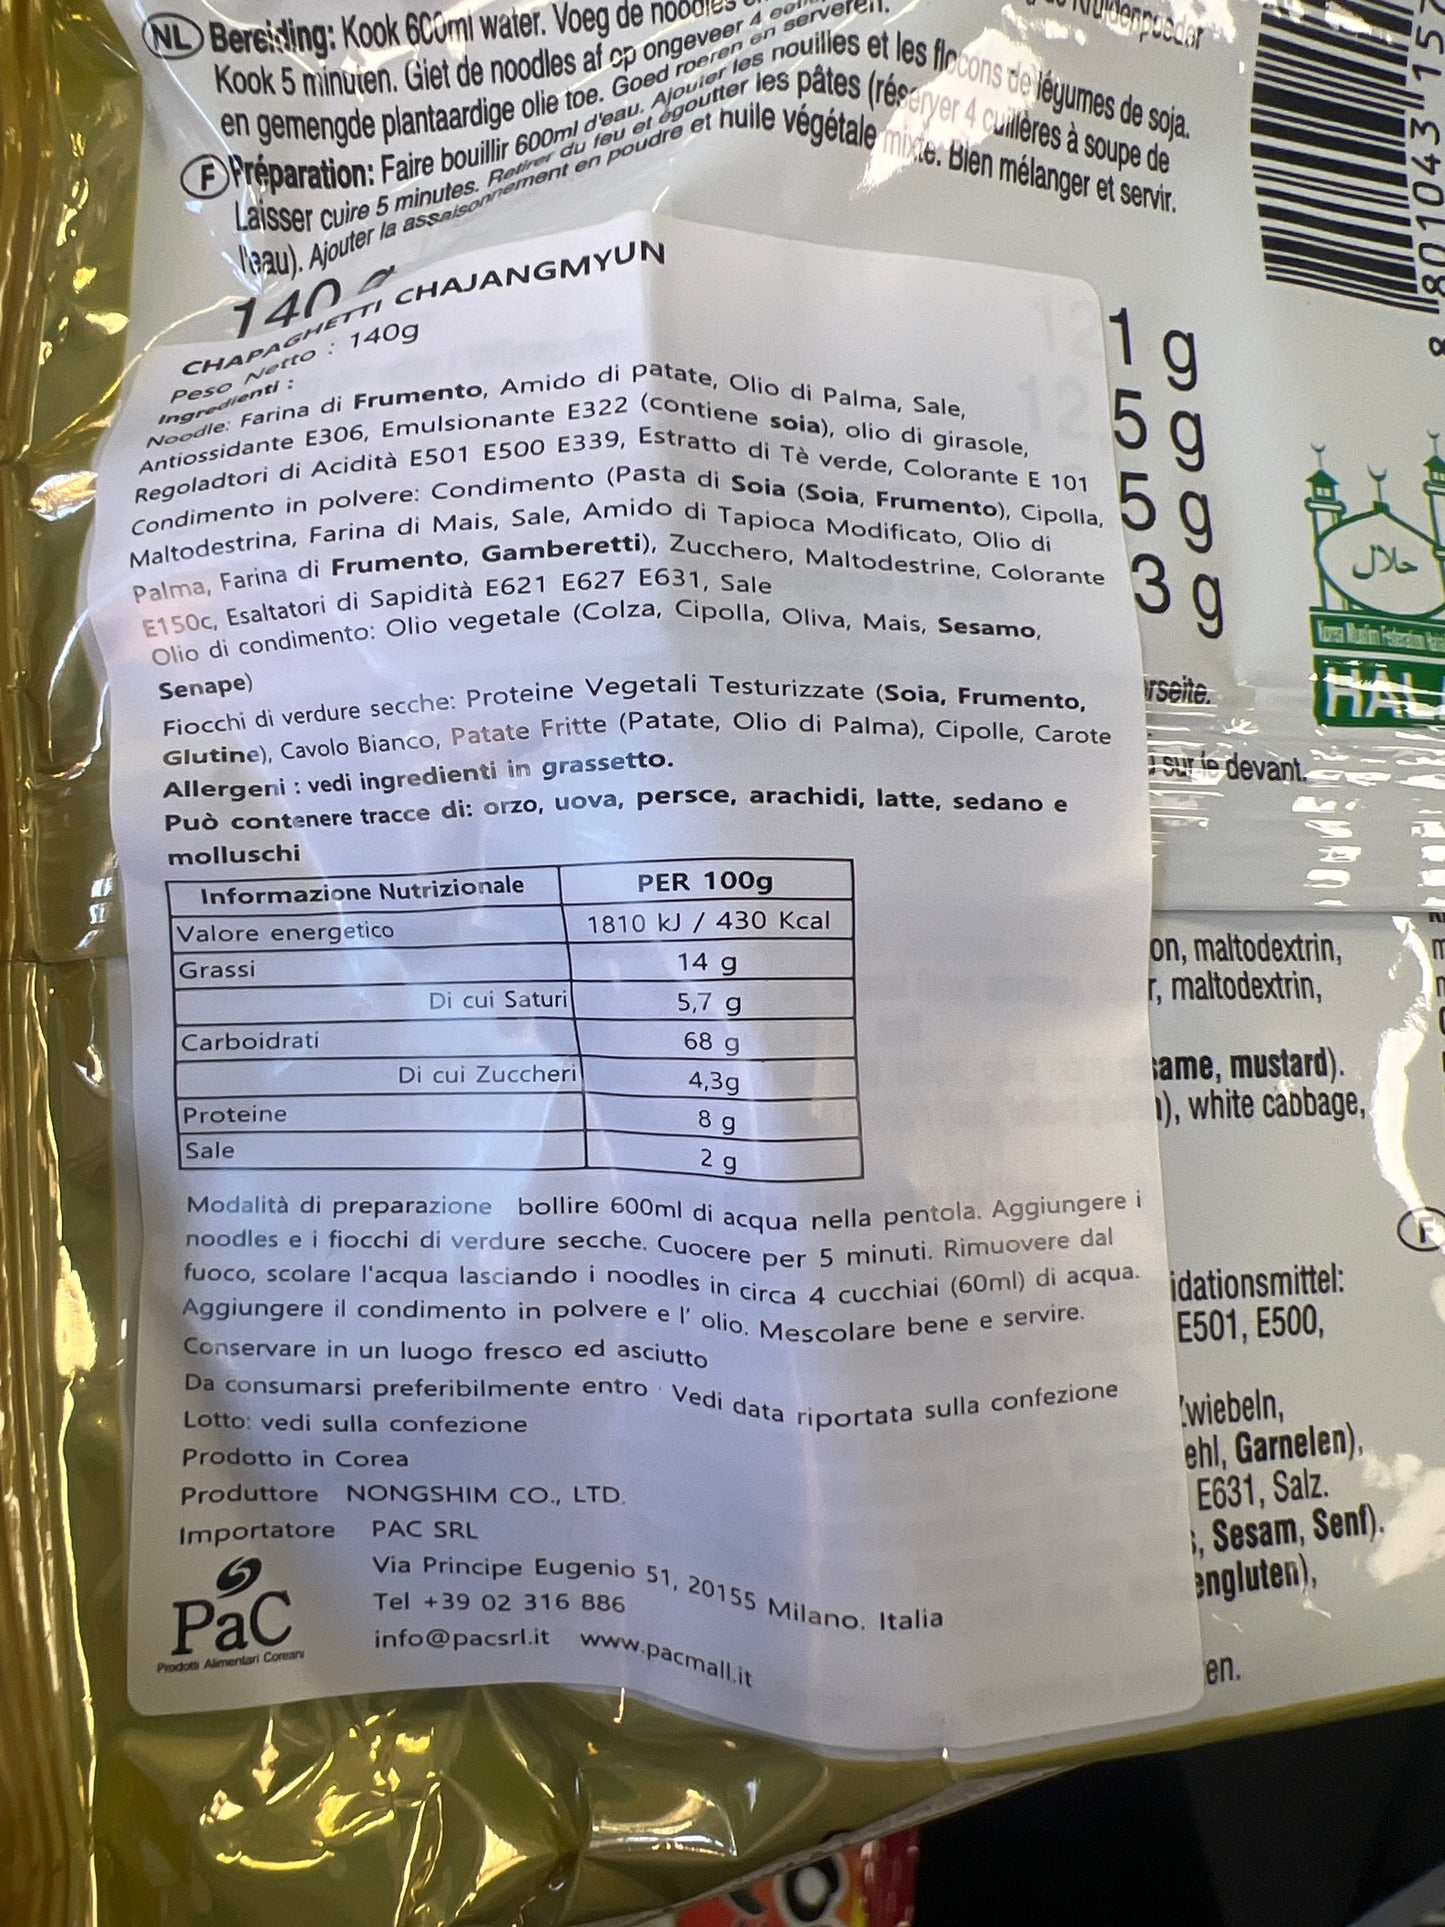 NL Bereiding: Kook 600ml water. Voeg de noodles
Kook 5 minuten. Giet de noodles af op ongeveer 4
en gemengde plantaardige olie toe. Goed roeren en serveren.
F Préparation: Faire bouillir 600ml d'eau. Ajouter les nouilles et les flocons de légumes de soja.
Laisser cuire 5 minutes. Retirer du feu et égoutter les pâtes (réserver 4 cuillères à soupe de
l'eau). Ajouter la assaisonnement en poudre et huile végétale mixte. Bien mélanger et servir.
140 g
CHAPAGHETTI CHAJANGMYUN
Peso Netto : 140g
Ingredienti :
Noodle: Farina di Frumento, Amido di patate, Olio di Palma, Sale,
Antiossidante E306, Emulsionante E322 (contiene soia), olio di girasole,
Regoladtori di Acidità E501 E500 E339, Estratto di Tè verde, Colorante E 101
Condimento in polvere: Condimento (Pasta di Soia (Soia, Frumento), Cipolla,
Maltodestrina, Farina di Mais, Sale, Amido di Tapioca Modificato, Olio di
Palma, Farina di Frumento, Gamberetti), Zucchero, Maltodestrine, Colorante
E150c, Esaltatori di Sapidità E621 E627 E631, Sale
Olio di condimento: Olio vegetale (Colza, Cipolla, Oliva, Mais, Sesamo,
Senape)
Fiocchi di verdure secche: Proteine Vegetali Testurizzate (Soia, Frumento,
Glutine), Cavolo Bianco, Patate Fritte (Patate, Olio di Palma), Cipolle, Carote
Allergeni : vedi ingredienti in grassetto.
Può contenere tracce di: orzo, uova, persce, arachidi, latte, sedano e
molluschi
Informazione Nutrizionale PER 100g
Valore energetico 1810 kJ / 430 Kcal
Grassi 14 g
Di cui Saturi 5,7 g
Carboidrati 68 g
Di cui Zuccheri 4,3g
Proteine 8 g
Sale 2 g
Modalità di preparazione bollire 600ml di acqua nella pentola. Aggiungere i
noodles e i fiocchi di verdure secche. Cuocere per 5 minuti. Rimuovere dal
fuoco, scolare l'acqua lasciando i noodles in circa 4 cucchiai (60ml) di acqua.
Aggiungere il condimento in polvere e l' olio. Mescolare bene e servire.
Conservare in un luogo fresco ed asciutto
Da consumarsi preferibilmente entro Vedi data riportata sulla confezione
Lotto: vedi sulla confezione
Prodotto in Corea
Produttore NONGSHIM CO., LTD.
Importatore PAC SRL
Via Principe Eugenio 51, 20155 Milano, Italia
Tel +39 02 316 886
info@pacsrl.it www.pacmall.it
PaC
Prodotti Alimentari Coreani
1 g
5 g
5 g
3 g
حلال
Korea Muslim Federation
HAL
8 801043 157
rseite.
sur le devant.
on, maltodextrin,
r, maltodextrin,
same, mustard).
), white cabbage,
F
idationsmittel:
E501, E500,
wiebeln,
ehl, Garnelen),
E631, Salz.
, Sesam, Senf).
engluten),
en.